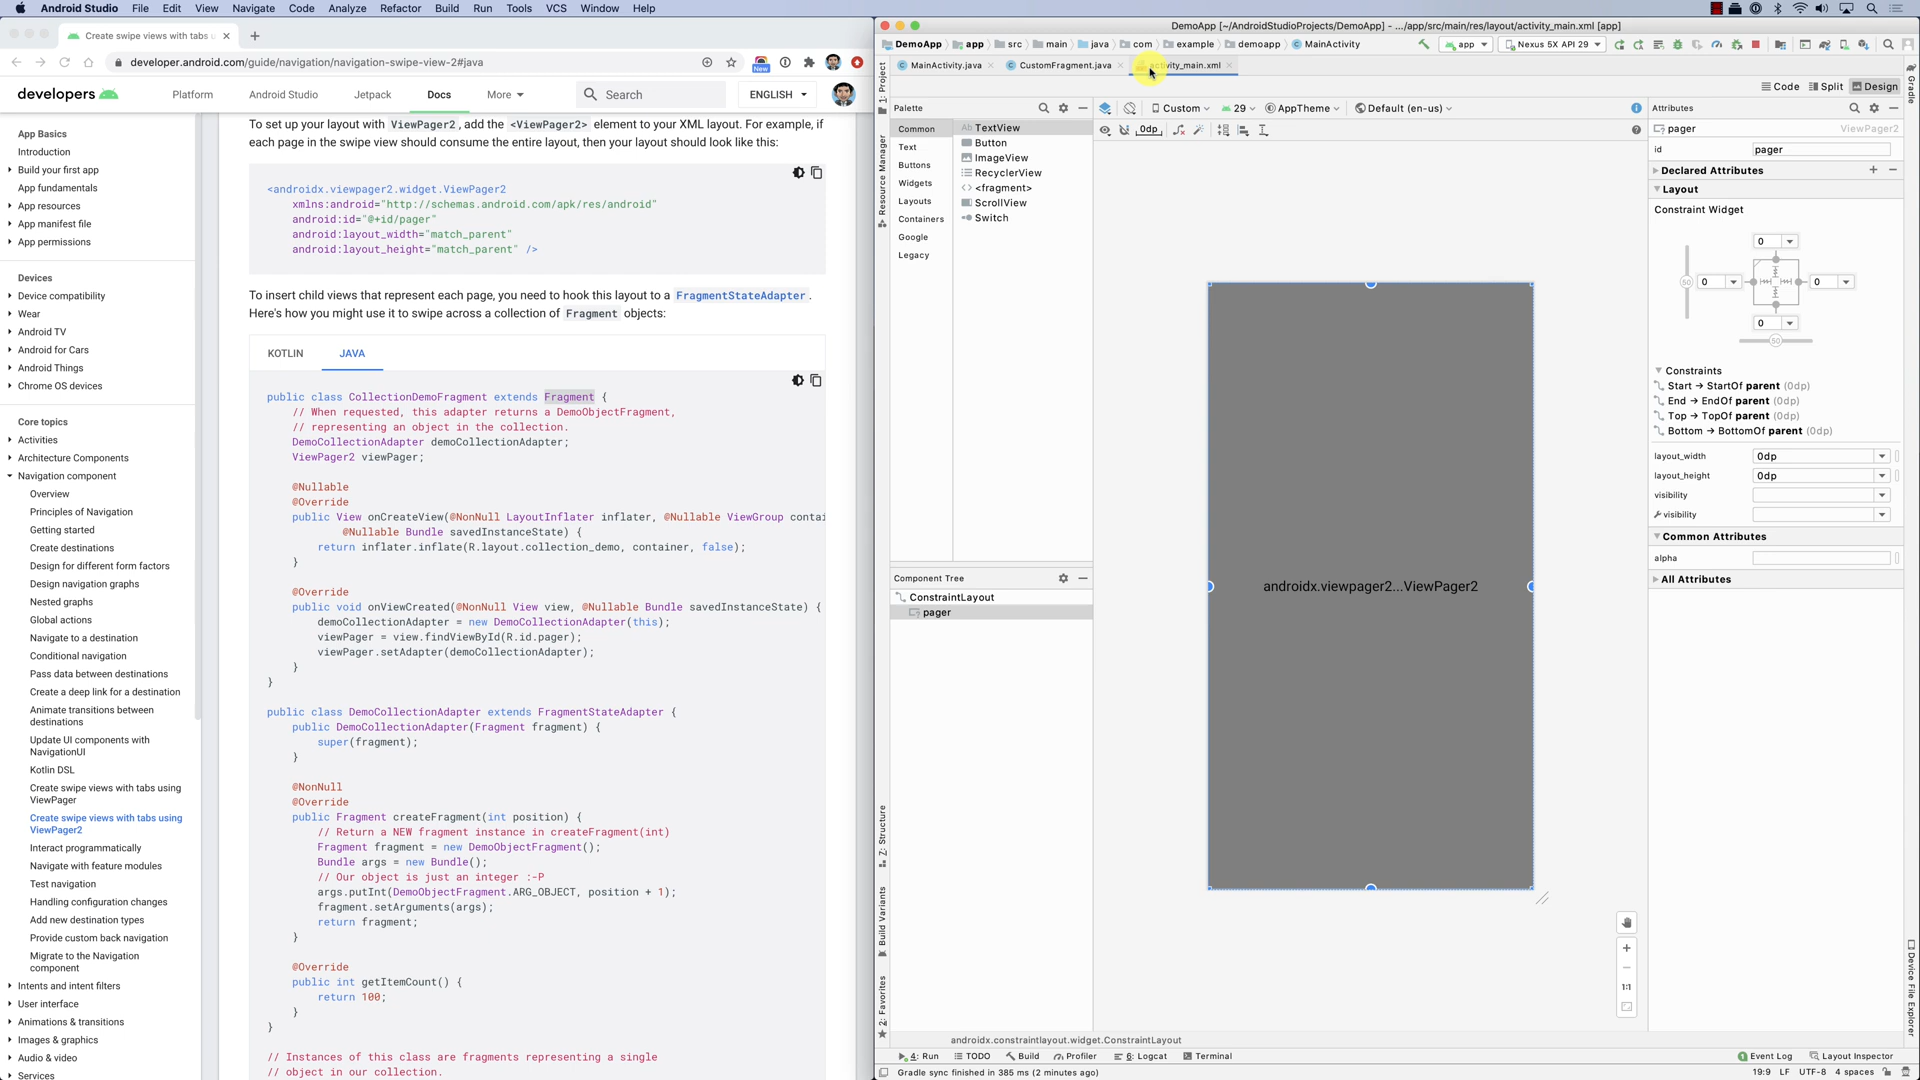 Android Studio File Edit View Navigate Code Analyze Refactor Build Run Tools VCS Window Help
Create swipe views with tabs u
developer.android.com/guide/navigation/navigation-swipe-view-2#java
New
developers
Platform
Android Studio
Jetpack
Docs
More
Search
ENGLISH
App Basics
Introduction
Build your first app
App fundamentals
App resources
App manifest file
App permissions
Devices
Device compatibility
Wear
Android TV
Android for Cars
Android Things
Chrome OS devices
Core topics
Activities
Architecture Components
Navigation component
Overview
Principles of Navigation
Getting started
Create destinations
Design for different form factors
Design navigation graphs
Nested graphs
Global actions
Navigate to a destination
Conditional navigation
Pass data between destinations
Create a deep link for a destination
Animate transitions between
destinations
Update UI components with
NavigationUI
Kotlin DSL
Create swipe views with tabs using
ViewPager
Create swipe views with tabs using
ViewPager2
Interact programmatically
Navigate with feature modules
Test navigation
Handling configuration changes
Add new destination types
Provide custom back navigation
Migrate to the Navigation
component
Intents and intent filters
User interface
Animations & transitions
Images & graphics
Audio & video
Services
To set up your layout with ViewPager2, add the <ViewPager2> element to your XML layout. For example, if
each page in the swipe view should consume the entire layout, then your layout should look like this:
<androidx.viewpager2.widget.ViewPager2
xmlns:android="http://schemas.android.com/apk/res/android"
android:id="@+id/pager"
android:layout_width="match_parent"
android:layout_height="match_parent" />
To insert child views that represent each page, you need to hook this layout to a FragmentStateAdapter.
Here's how you might use it to swipe across a collection of Fragment objects:
KOTLIN
JAVA
public class CollectionDemoFragment extends Fragment {
// When requested, this adapter returns a DemoObjectFragment,
// representing an object in the collection.
DemoCollectionAdapter demoCollectionAdapter;
ViewPager2 viewPager;
@Nullable
@Override
public View onCreateView(@NonNull LayoutInflater inflater, @Nullable ViewGroup contai
@Nullable Bundle savedInstanceState) {
return inflater.inflate(R.layout.collection_demo, container, false);
}
@Override
public void onViewCreated(@NonNull View view, @Nullable Bundle savedInstanceState) {
demoCollectionAdapter = new DemoCollectionAdapter(this);
viewPager = view.findViewById(R.id.pager);
viewPager.setAdapter(demoCollectionAdapter);
}
}
public class DemoCollectionAdapter extends FragmentStateAdapter {
public DemoCollectionAdapter(Fragment fragment) {
super(fragment);
}
@NonNull
@Override
public Fragment createFragment(int position) {
// Return a NEW fragment instance in createFragment(int)
Fragment fragment = new DemoObjectFragment();
Bundle args = new Bundle();
// Our object is just an integer :-P
args.putInt(DemoObjectFragment.ARG_OBJECT, position + 1);
fragment.setArguments(args);
return fragment;
}
@Override
public int getItemCount() {
return 100;
}
}
// Instances of this class are fragments representing a single
// object in our collection.
DemoApp [~/AndroidStudioProjects/DemoApp] - .../app/src/main/res/layout/activity_main.xml [app]
DemoApp app src main java com example demoapp MainActivity
app
Nexus 5X API 29
MainActivity.java
CustomFragment.java
activity_main.xml
Code
Split
Design
1: Project
Resource Manager
Z: Structure
Build Variants
2: Favorites
Palette
Common
Text
Buttons
Widgets
Layouts
Containers
Google
Legacy
Ab TextView
Button
ImageView
RecyclerView
<> <fragment>
ScrollView
Switch
Component Tree
ConstraintLayout
pager
Custom
29
AppTheme
Default (en-us)
0dp
androidx.viewpager2...ViewPager2
1:1
Attributes
pager
ViewPager2
id
pager
Declared Attributes
Layout
Constraint Widget
0
50
0
0
0
50
Constraints
Start → StartOf parent (0dp)
End → EndOf parent (0dp)
Top → TopOf parent (0dp)
Bottom → BottomOf parent (0dp)
layout_width
0dp
layout_height
0dp
visibility
visibility
Common Attributes
alpha
All Attributes
Gradle
Device File Explorer
androidx.constraintlayout.widget.ConstraintLayout
4: Run
TODO
Build
Profiler
6: Logcat
Terminal
Event Log
Layout Inspector
Gradle sync finished in 385 ms (2 minutes ago)
19:9 LF UTF-8 4 spaces